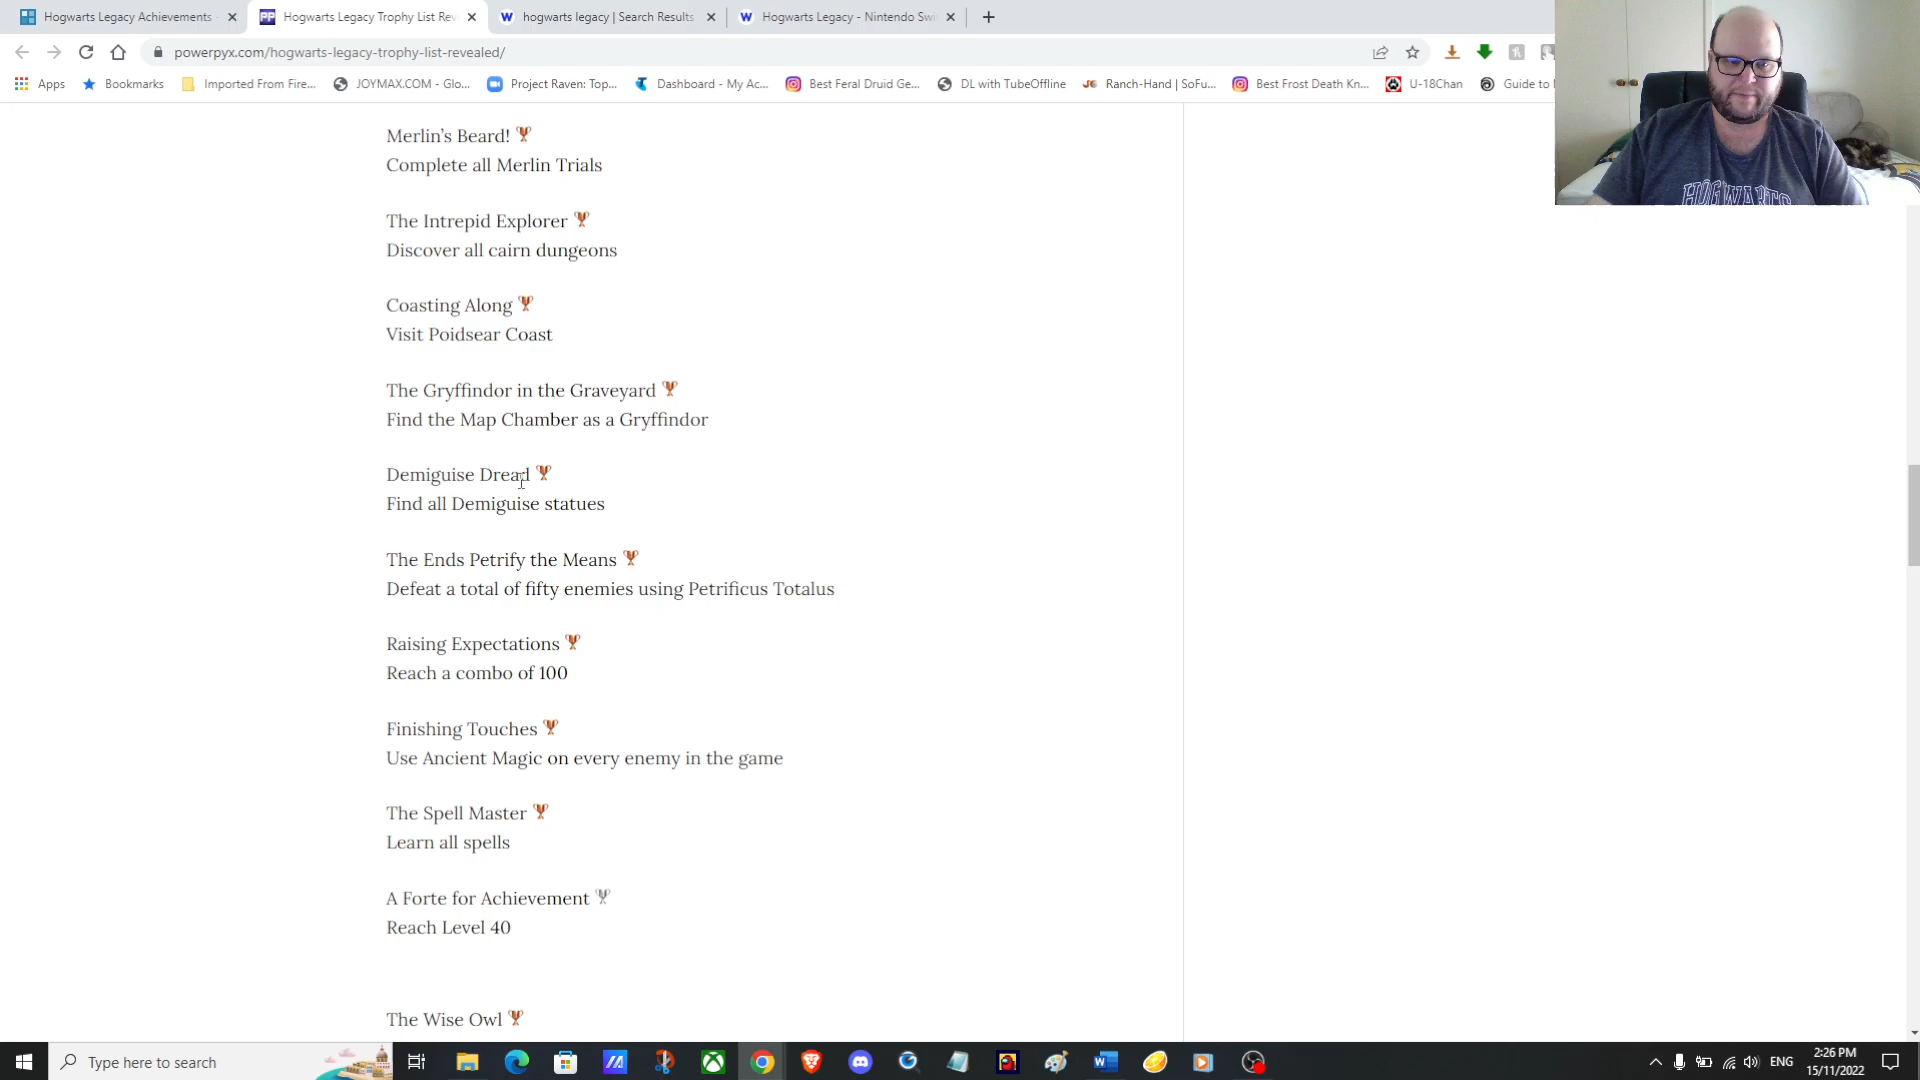 Hogwarts Legacy Achievements
Hogwarts Legacy Trophy List Rev
hogwarts legacy | Search Results
Hogwarts Legacy - Nintendo Swi
powerpyx.com/hogwarts-legacy-trophy-list-revealed/
Apps
Bookmarks
Imported From Fire...
JOYMAX.COM - Glo...
Project Raven: Top...
Dashboard - My Ac...
Best Feral Druid Ge...
DL with TubeOffline
Ranch-Hand | SoFu...
Best Frost Death Kn...
U-18Chan
Guide to
HOGWARTS
Merlin’s Beard!
Complete all Merlin Trials
The Intrepid Explorer
Discover all cairn dungeons
Coasting Along
Visit Poidsear Coast
The Gryffindor in the Graveyard
Find the Map Chamber as a Gryffindor
Demiguise Dread
Find all Demiguise statues
The Ends Petrify the Means
Defeat a total of fifty enemies using Petrificus Totalus
Raising Expectations
Reach a combo of 100
Finishing Touches
Use Ancient Magic on every enemy in the game
The Spell Master
Learn all spells
A Forte for Achievement
Reach Level 40
The Wise Owl
Type here to search
ENG
2:26 PM
15/11/2022